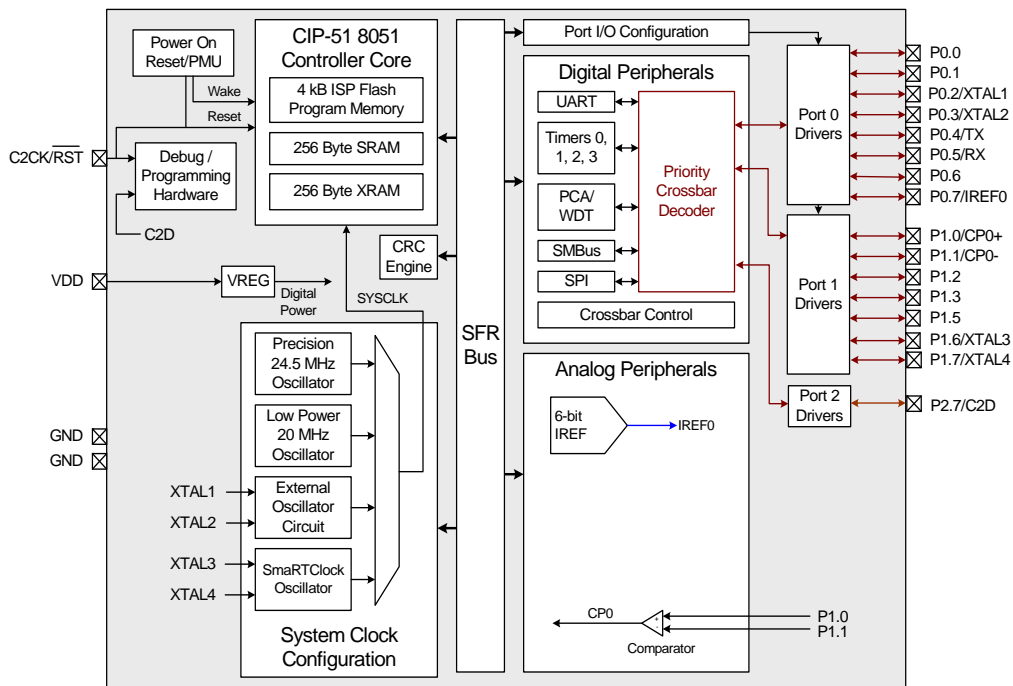 Power On
Reset/PMU
Wake
Reset
C2CK/RST
Debug /
Programming
Hardware
C2D
VDD
VREG
Digital
Power
GND
GND
CIP-51 8051
Controller Core
4 kB ISP Flash
Program Memory
256 Byte SRAM
256 Byte XRAM
CRC
Engine
SYSCLK
Precision
24.5 MHz
Oscillator
Low Power
20 MHz
Oscillator
XTAL1
XTAL2
External
Oscillator
Circuit
XTAL3
XTAL4
SmaRTClock
Oscillator
System Clock
Configuration
SFR
Bus
Port I/O Configuration
Digital Peripherals
UART
Timers 0,
1, 2, 3
PCA/
WDT
SMBus
SPI
Priority
Crossbar
Decoder
Crossbar Control
Analog Peripherals
6-bit
IREF
IREF0
CP0
+
-
Comparator
P1.0
P1.1
Port 0
Drivers
Port 1
Drivers
Port 2
Drivers
P0.0
P0.1
P0.2/XTAL1
P0.3/XTAL2
P0.4/TX
P0.5/RX
P0.6
P0.7/IREF0
P1.0/CP0+
P1.1/CP0-
P1.2
P1.3
P1.5
P1.6/XTAL3
P1.7/XTAL4
P2.7/C2D